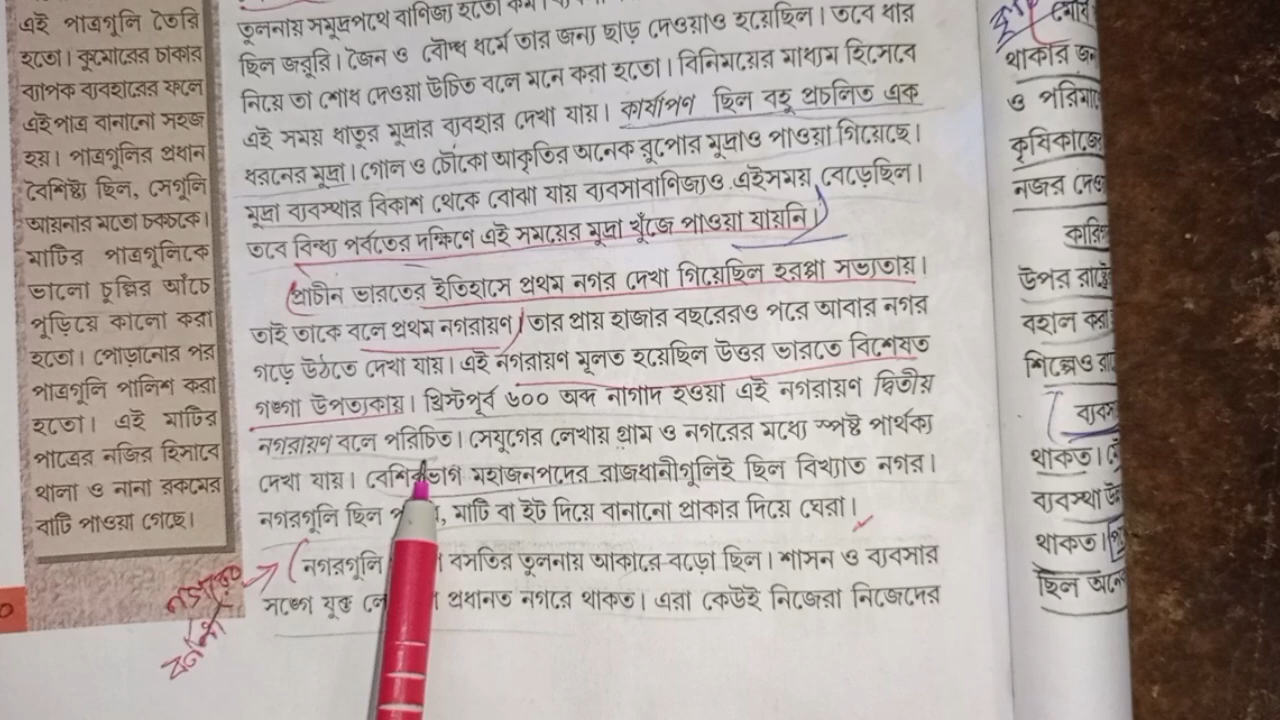 এই পাত্রগুলি তৈরি
হতো। কুমোরের চাকার
ব্যাপক ব্যবহারের ফলে
এইপাত্র বানানো সহজ
হয়। পাত্রগুলির প্রধান
বৈশিষ্ট্য ছিল, সেগুলি
আয়নার মতো চকচকে।
মাটির পাত্রগুলিকে
ভালো চুল্লির আঁচে
পুড়িয়ে কালো করা
হতো। পোড়ানোর পর
পাত্রগুলি পালিশ করা
হতো। এই মাটির
পাত্রের নজির হিসাবে
থালা ও নানা রকমের
বাটি পাওয়া গেছে।
তুলনায় সমুদ্রপথে বাণিজ্য হতো কম।
ছিল জরুরি। জৈন ও বৌদ্ধ ধর্মে তার জন্য ছাড় দেওয়াও হয়েছিল। তবে ধার
নিয়ে তা শোধ দেওয়া উচিত বলে মনে করা হতো। বিনিময়ের মাধ্যম হিসেবে
এই সময় ধাতুর মুদ্রার ব্যবহার দেখা যায়। কার্ষাপণ ছিল বহু প্রচলিত এক
ধরনের মুদ্রা। গোল ও চৌকো আকৃতির অনেক রুপোর মুদ্রাও পাওয়া গিয়েছে।
মুদ্রা ব্যবস্থার বিকাশ থেকে বোঝা যায় ব্যবসাবাণিজ্যও এইসময় বেড়েছিল।
তবে বিন্ধ্য পর্বতের দক্ষিণে এই সময়ের মুদ্রা খুঁজে পাওয়া যায়নি।
প্রাচীন ভারতের ইতিহাসে প্রথম নগর দেখা গিয়েছিল হরপ্পা সভ্যতায়।
তাই তাকে বলে প্রথম নগরায়ণ। তার প্রায় হাজার বছরেরও পরে আবার নগর
গড়ে উঠতে দেখা যায়। এই নগরায়ণ মূলত হয়েছিল উত্তর ভারতে বিশেষত
গঙ্গা উপত্যকায়। খ্রিস্টপূর্ব ৬০০ অব্দ নাগাদ হওয়া এই নগরায়ণ দ্বিতীয়
নগরায়ণ বলে পরিচিত। সেযুগের লেখায় গ্রাম ও নগরের মধ্যে স্পষ্ট পার্থক্য
দেখা যায়। বেশিরভাগ মহাজনপদের রাজধানীগুলিই ছিল বিখ্যাত নগর।
নগরগুলি ছিল মাটি বা ইট দিয়ে বানানো প্রাকার দিয়ে ঘেরা।
নগরগুলি বসতির তুলনায় আকারে বড়ো ছিল। শাসন ও ব্যবসার
সঙ্গে যুক্ত প্রধানত নগরে থাকত। এরা কেউই নিজেরা নিজেদের
থাকার
ও
কৃষিকাজের
নজর
উপর
বহাল করা
শিল্পেও
থাকত।
ব্যবস্থা
থাকত।
ছিল